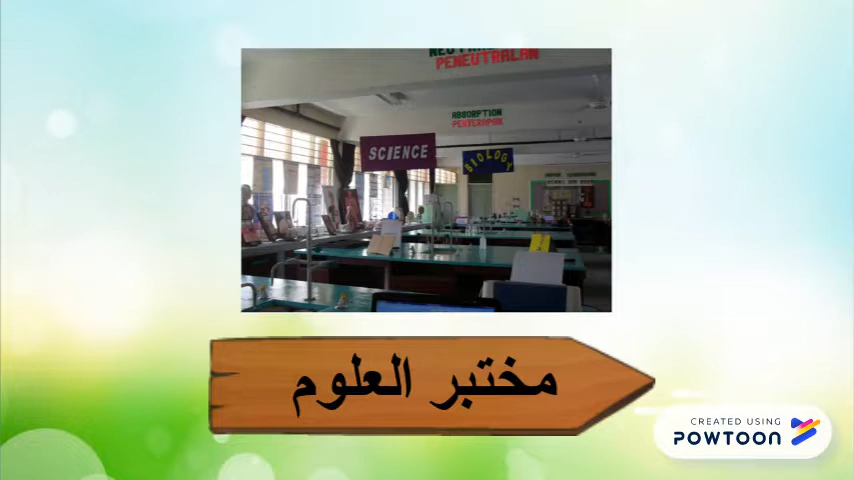 PENEUTRALAN
ABSORPTION
PENYERAPAN
SCIENCE
BIOLOGY
مختبر العلوم
CREATED USING
POWTOON